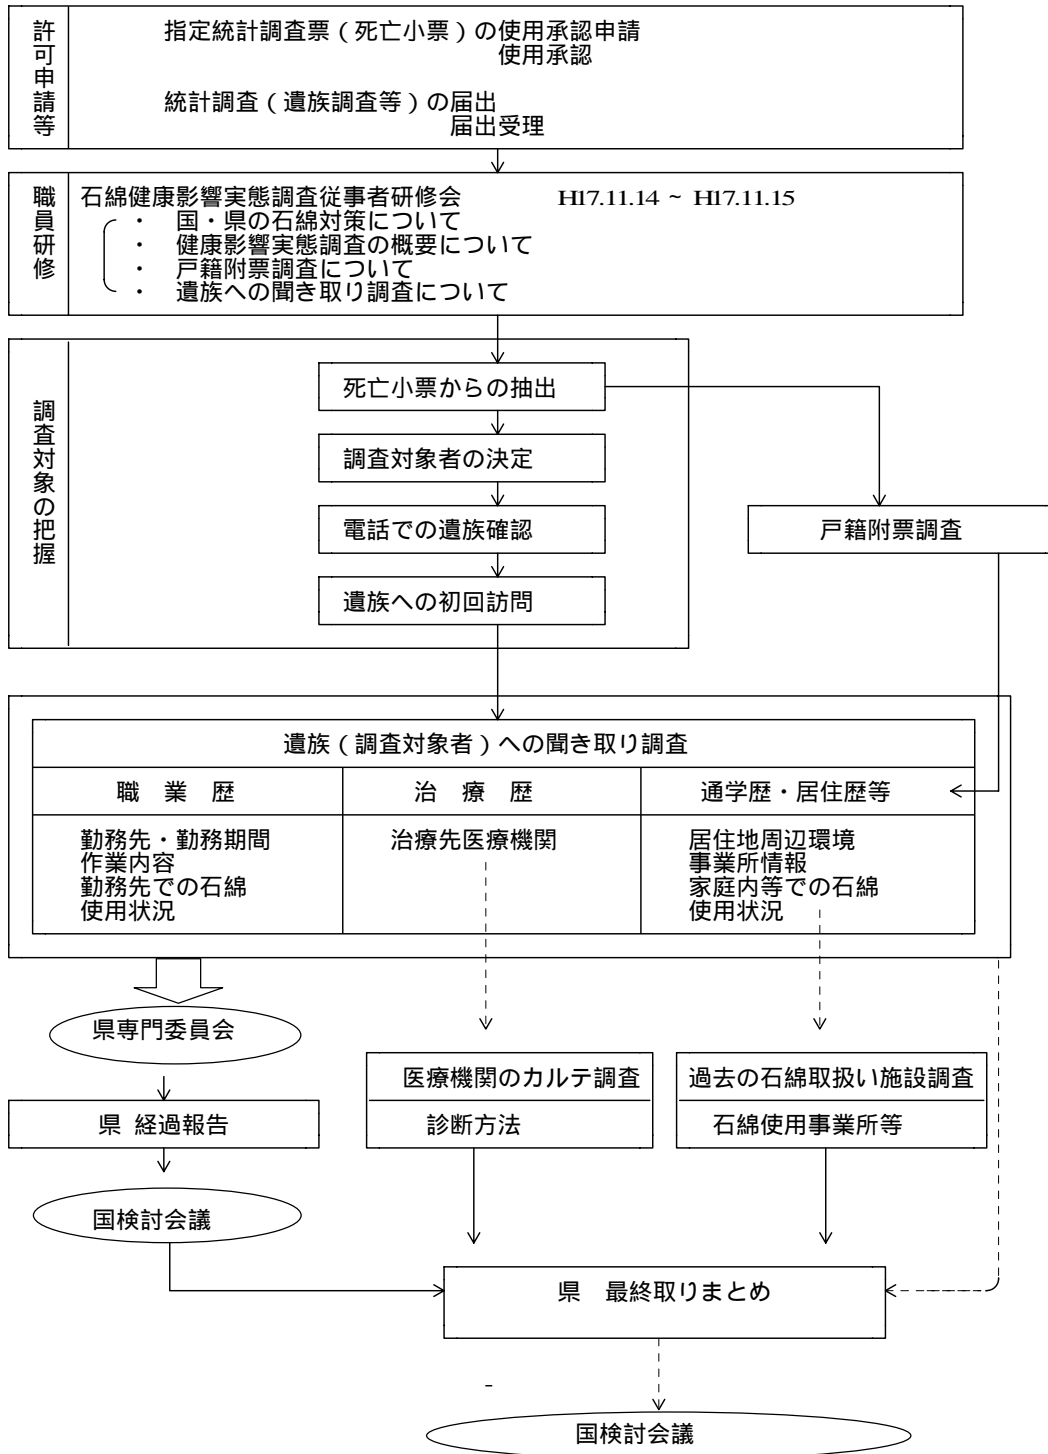 許可申請等
指定統計調査票（死亡小票）の使用承認申請
使用承認
統計調査（遺族調査等）の届出
届出受理
職員研修
石綿健康影響実態調査従事者研修会 H17.11.14 ~ H17.11.15
・ 国・県の石綿対策について
・ 健康影響実態調査の概要について
・ 戸籍附票調査について
・ 遺族への聞き取り調査について
調査対象の把握
死亡小票からの抽出
調査対象者の決定
電話での遺族確認
遺族への初回訪問
戸籍附票調査
遺族（調査対象者）への聞き取り調査
職 業 歴
治 療 歴
通学歴・居住歴等
勤務先・勤務期間
作業内容
勤務先での石綿
使用状況
治療先医療機関
居住地周辺環境
事業所情報
家庭内等での石綿
使用状況
県専門委員会
県 経過報告
国検討会議
医療機関のカルテ調査
診断方法
過去の石綿取扱い施設調査
石綿使用事業所等
県 最終取りまとめ
-
国検討会議